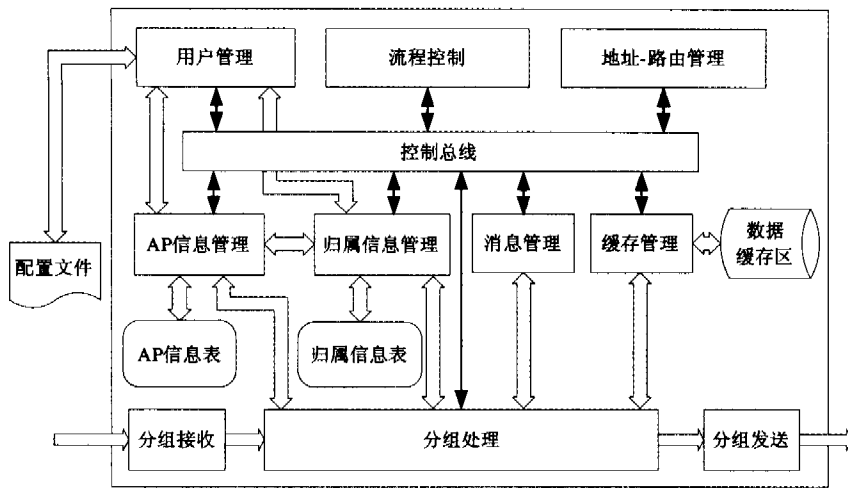 用户管理
流程控制
地址-路由管理
控制总线
AP信息管理
归属信息管理
消息管理
缓存管理
数据
缓存区
配置文件
AP信息表
归属信息表
分组接收
分组处理
分组发送